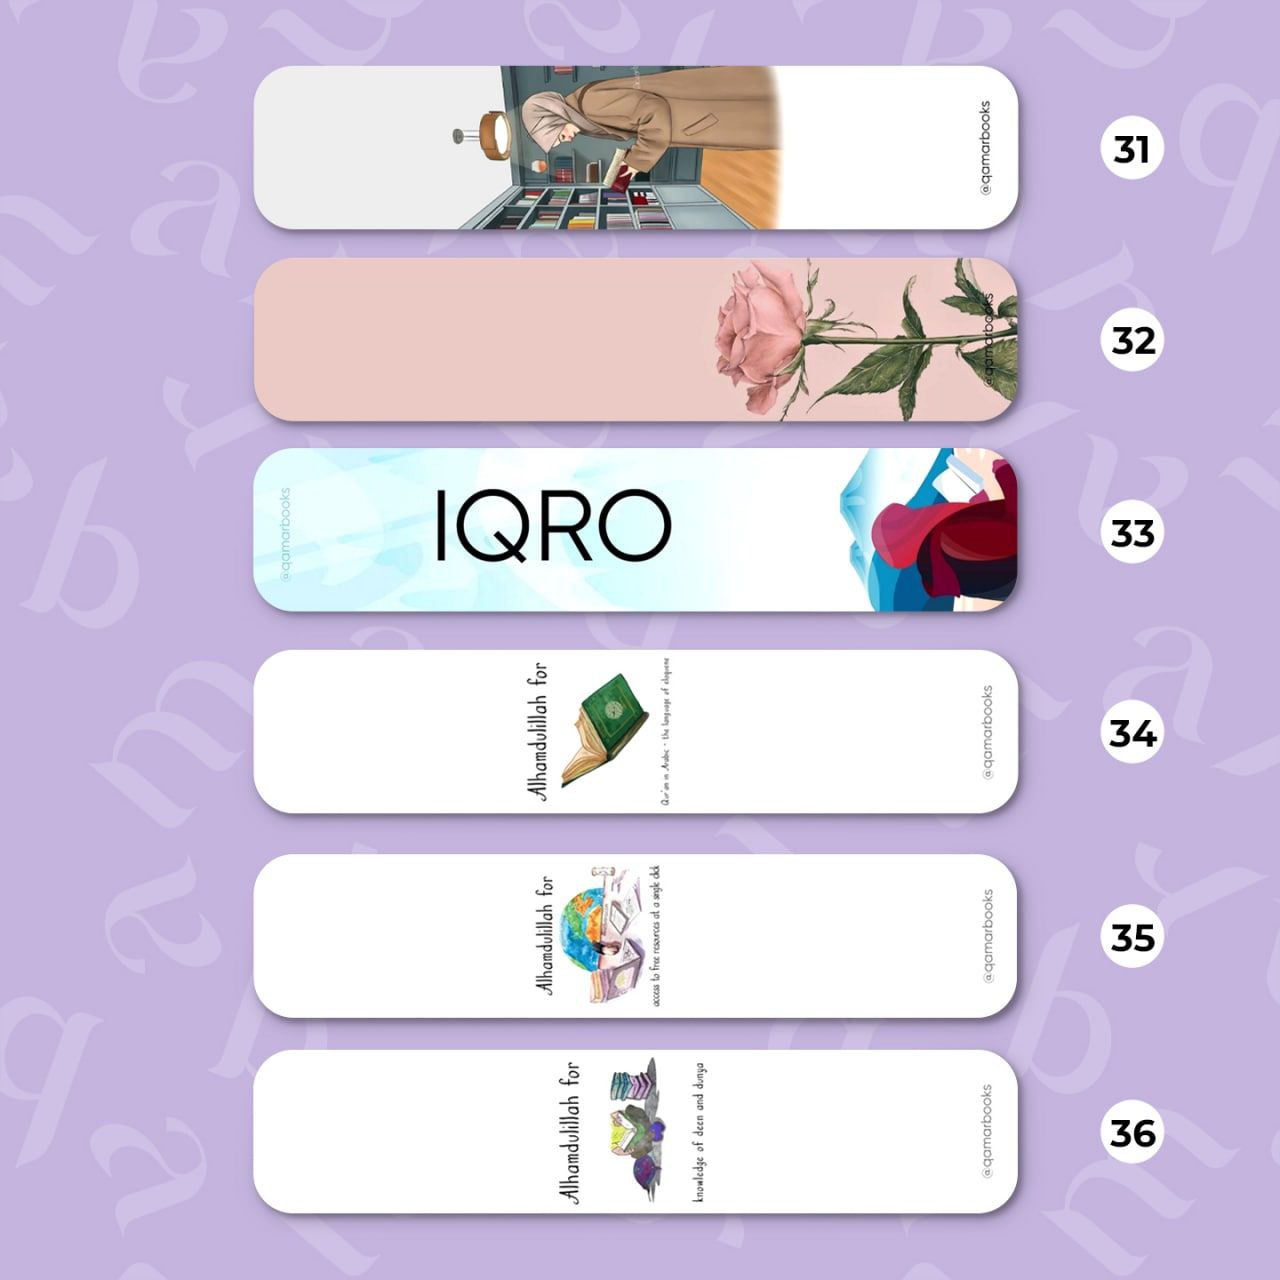 @qamarbooks
31
@qamarbooks
32
@qamarbooks
IQRO
33
Alhamdulillah for
Qur'an in Arabic - the language of eloquene
@qamarbooks
34
Alhamdulillah for
access to free resources at a single click
@qamarbooks
35
Alhamdulillah for
knowledge of deen and dunya
@qamarbooks
36